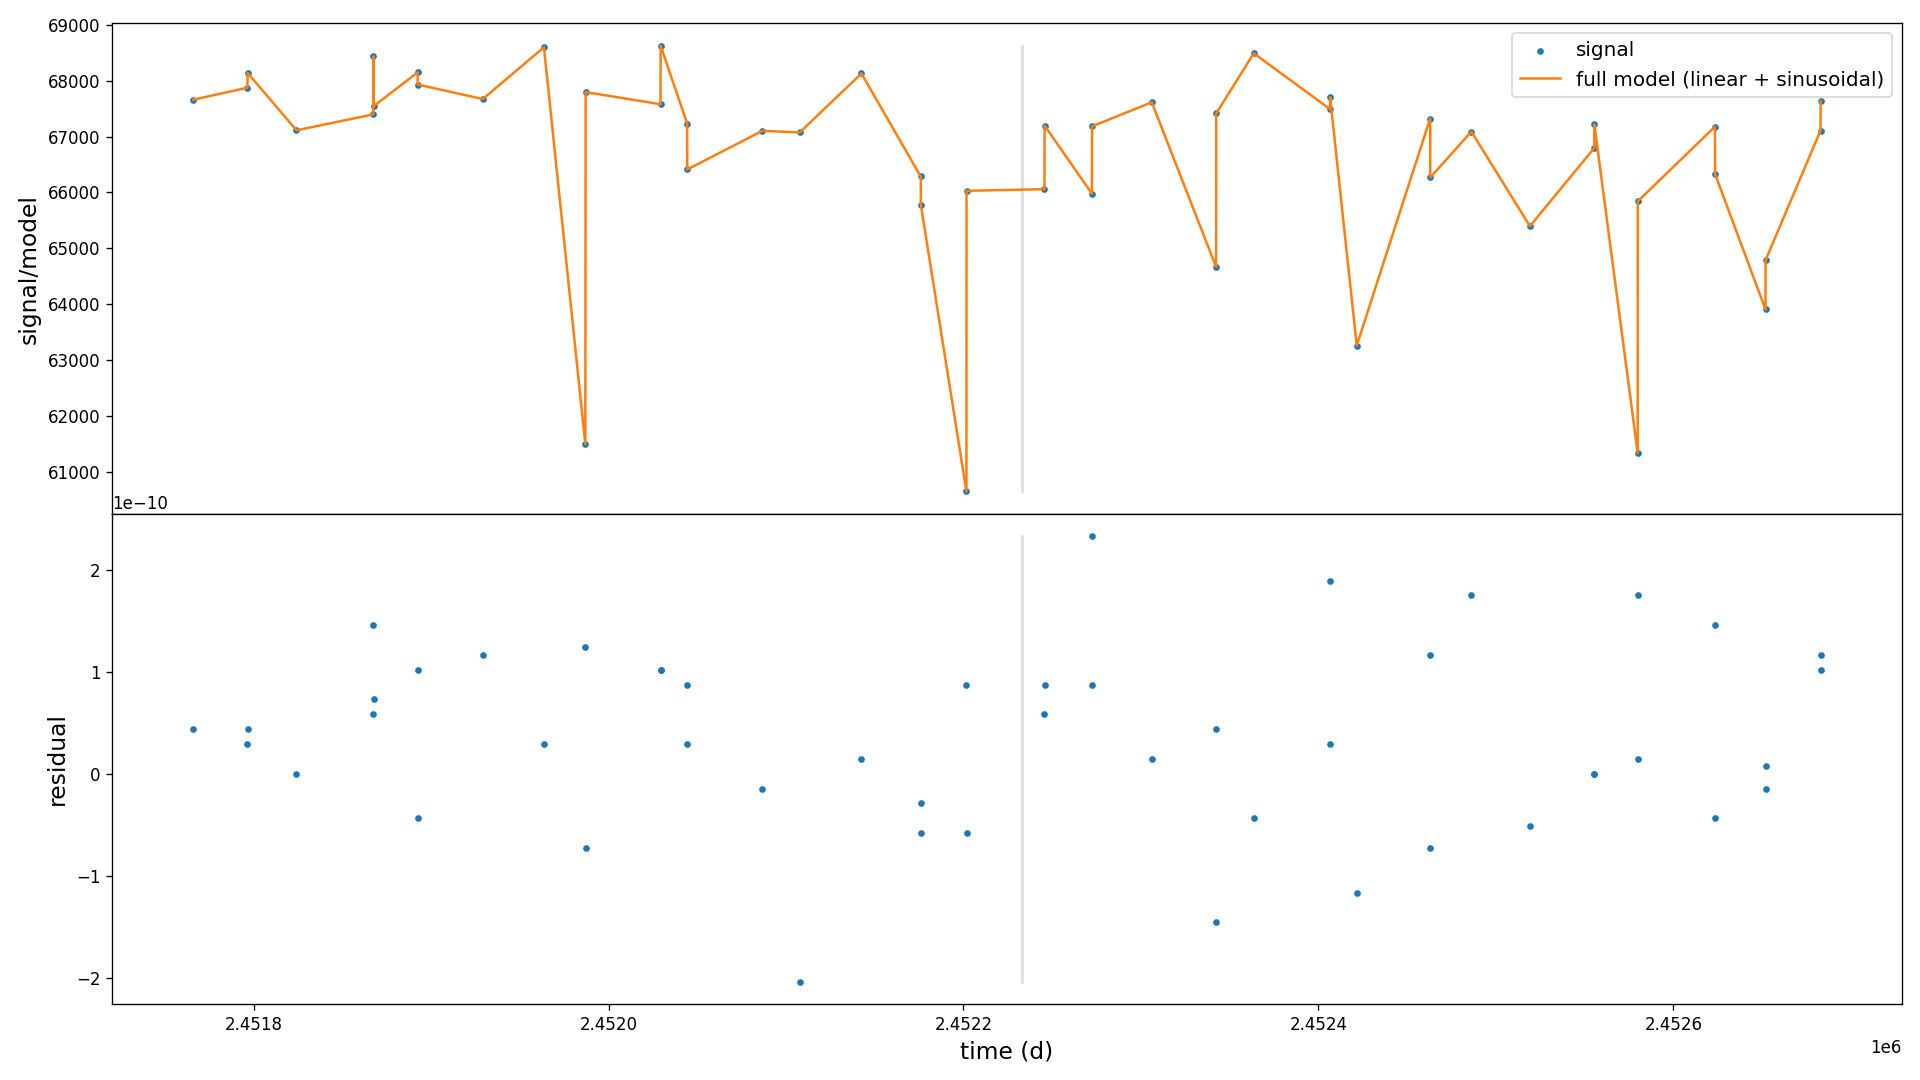 69000
68000
67000
66000
65000
64000
63000
62000
61000
signal/model
signal
full model (linear + sinusoidal)
1e−10
2
1
0
−1
−2
residual
2.4518
2.4520
2.4522
2.4524
2.4526
1e6
time (d)